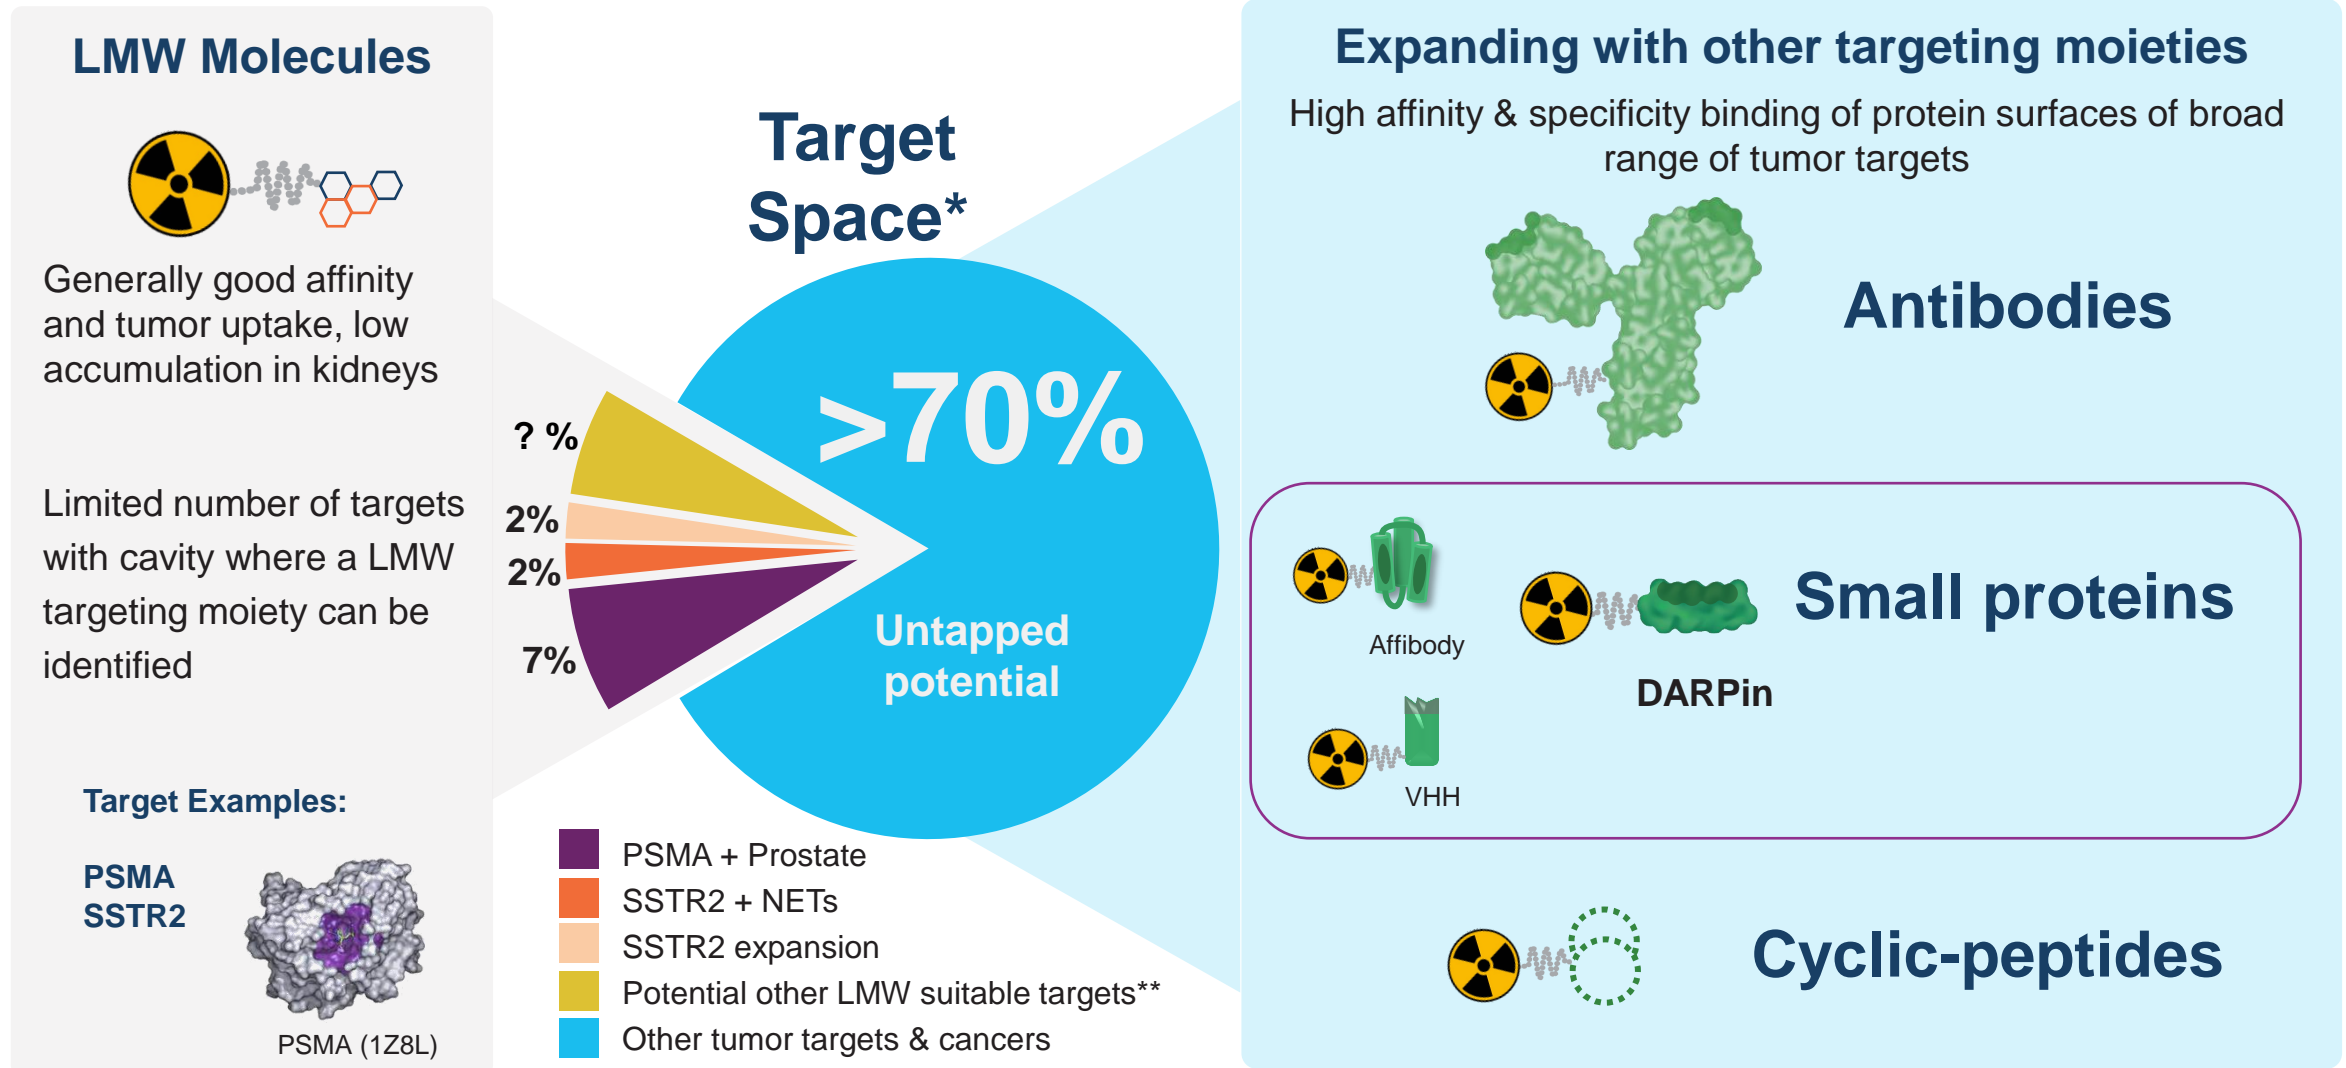 LMW Molecules
Generally good affinity
and tumor uptake, low
accumulation in kidneys
Limited number of targets
with cavity where a LMW
targeting moiety can be
identified
Target Examples:
PSMA
SSTR2
PSMA (1Z8L)
Target
Space*
>70%
Untapped
potential
? %
2%
2%
7%
PSMA + Prostate
SSTR2 + NETs
SSTR2 expansion
Potential other LMW suitable targets**
Other tumor targets & cancers
Expanding with other targeting moieties
High affinity & specificity binding of protein surfaces of broad
range of tumor targets
Antibodies
Small proteins
Affibody
DARPin
VHH
Cyclic-peptides